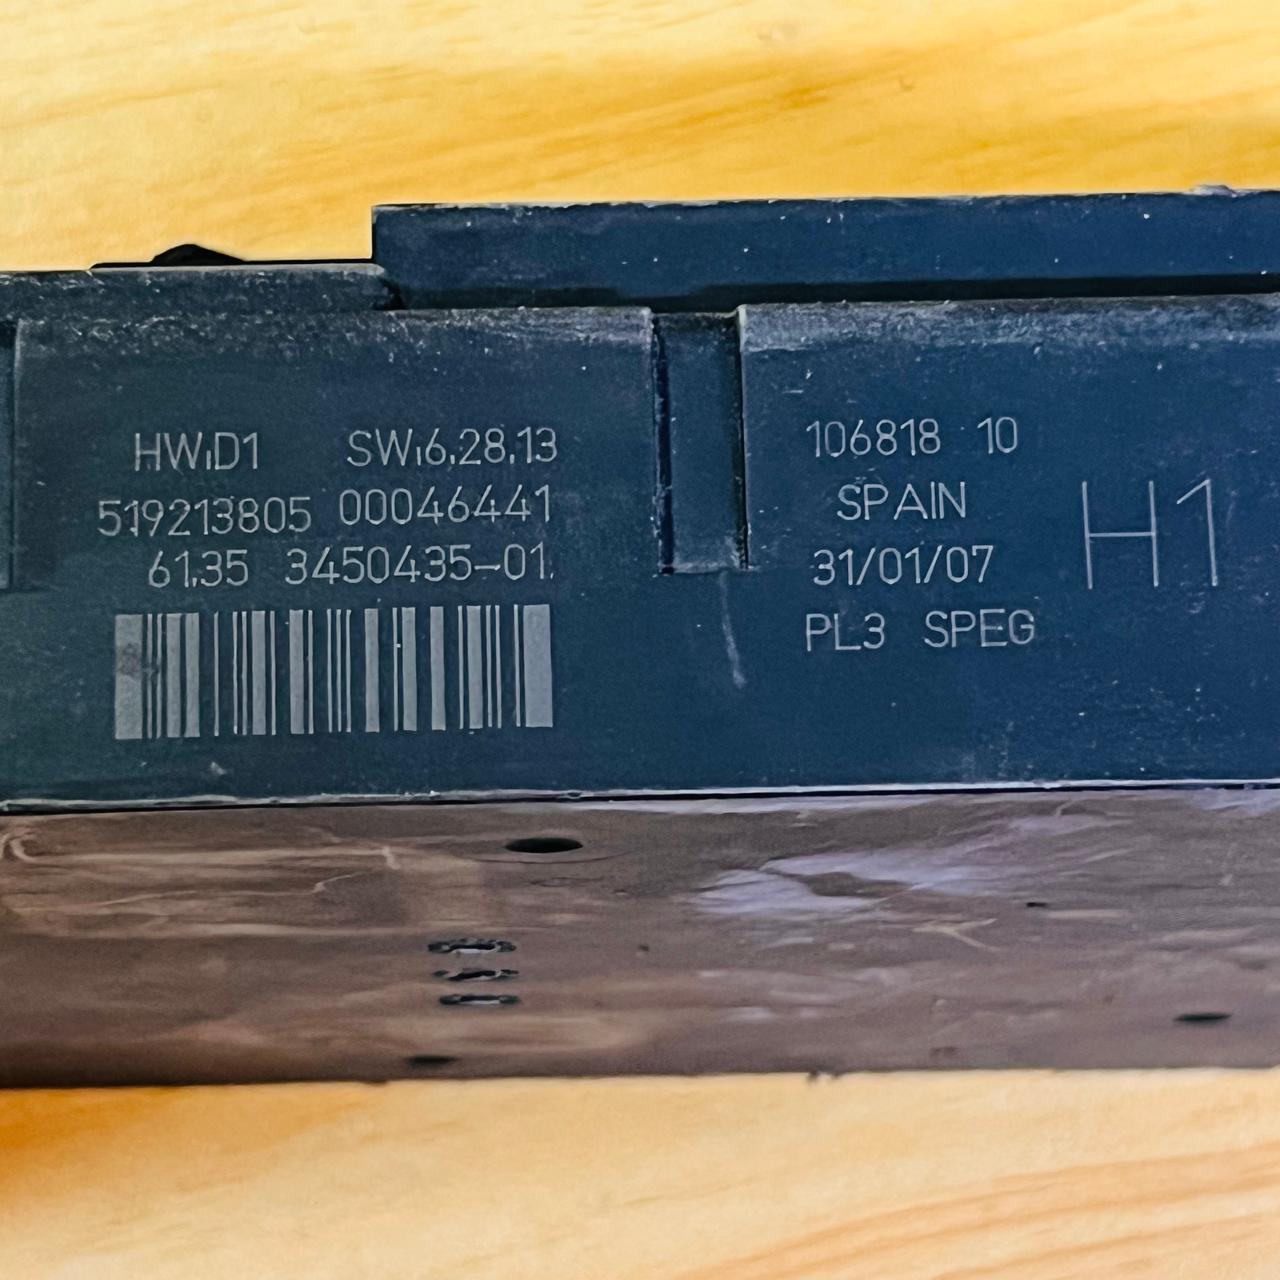 HW.D1 SW.6.28.13
519213805 00046441
61.35 3450435-01.
106818 10
SPAIN
31/01/07
PL3 SPEG
H1